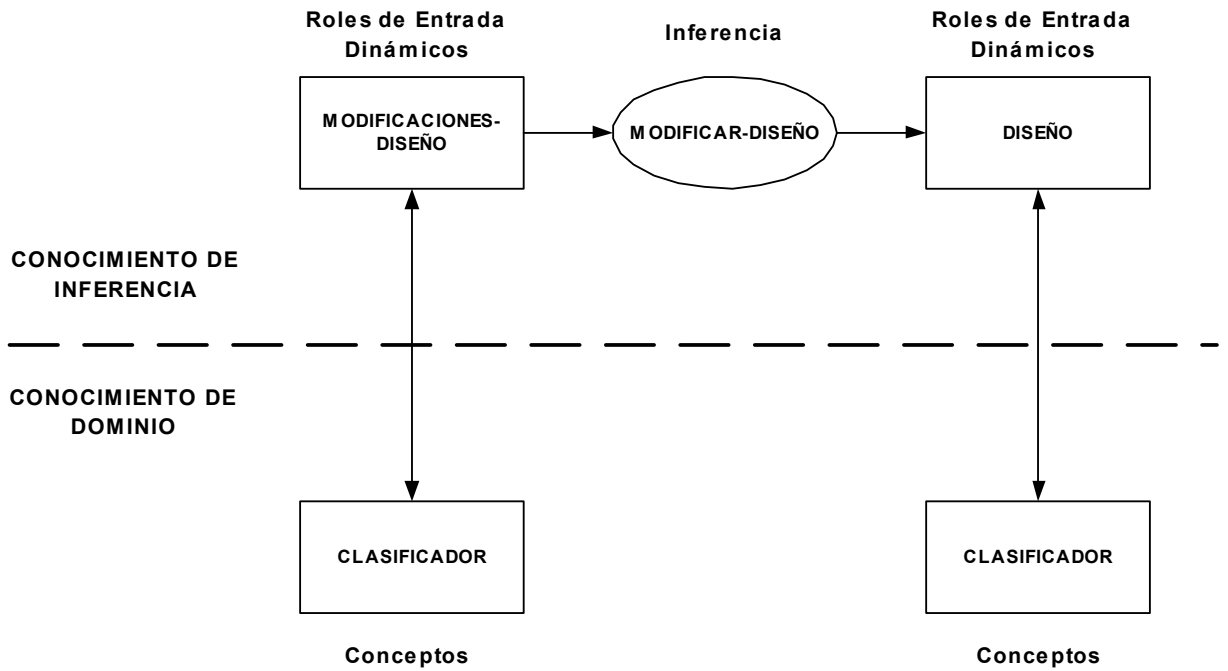 Roles de Entrada
Dinámicos
Inferencia
Roles de Entrada
Dinámicos
MODIFICACIONES-
DISEÑO
MODIFICAR-DISEÑO
DISEÑO
CONOCIMIENTO DE
INFERENCIA
CONOCIMIENTO DE
DOMINIO
CLASIFICADOR
CLASIFICADOR
Conceptos
Conceptos